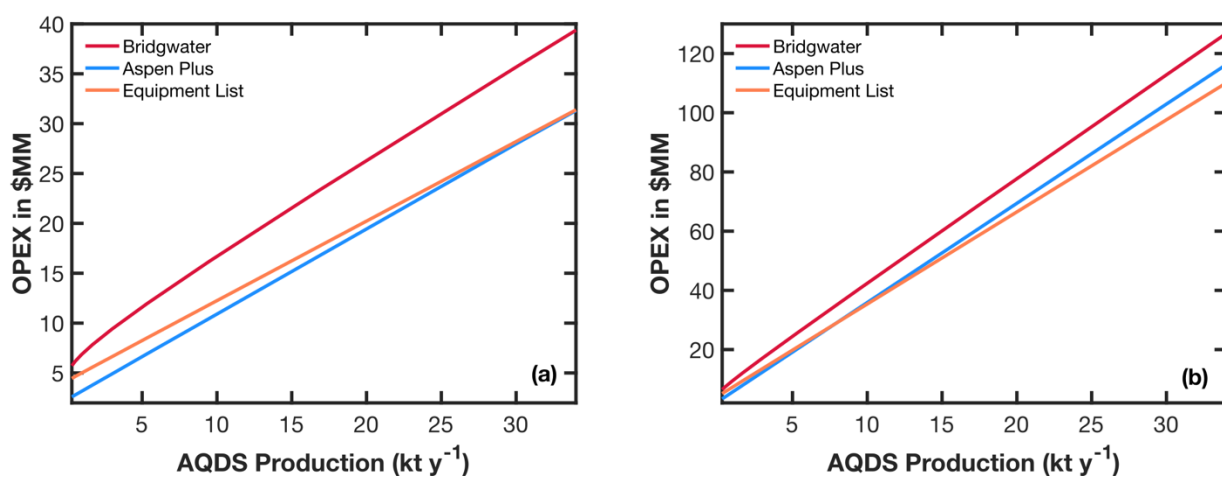 40
35
30
25
20
15
10
5
OPEX in $MM
Bridgwater
Aspen Plus
Equipment List
(a)
5 10 15 20 25 30
AQDS Production (kt y⁻¹)
120
100
80
60
40
20
OPEX in $MM
Bridgwater
Aspen Plus
Equipment List
(b)
5 10 15 20 25 30
AQDS Production (kt y⁻¹)